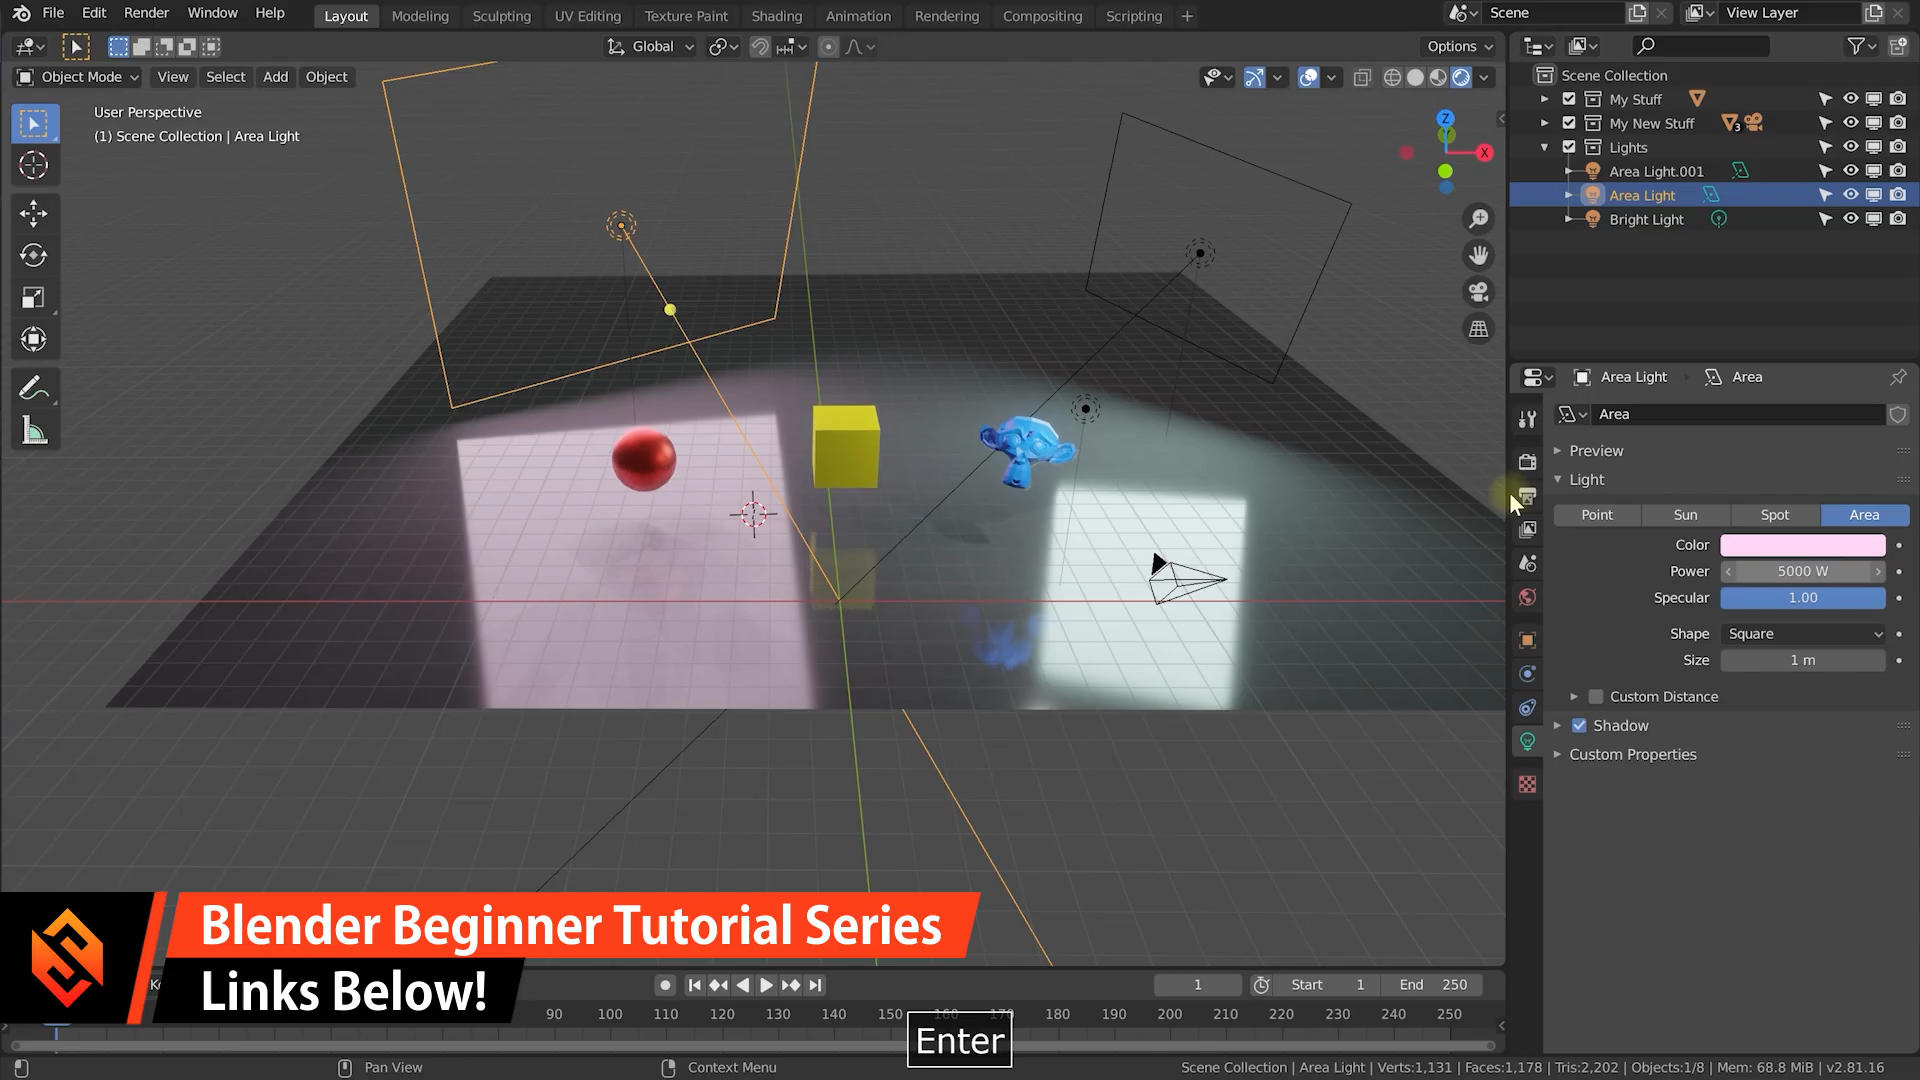 File Edit Render Window Help Layout Modeling Sculpting UV Editing Texture Paint Shading Animation Rendering Compositing Scripting + Scene View Layer
Global Options
Object Mode View Select Add Object
User Perspective
(1) Scene Collection | Area Light
Z
X
Scene Collection
My Stuff
My New Stuff 3
Lights
Area Light.001
Area Light
Bright Light
Area Light Area
Area
Preview
Light
Point Sun Spot Area
Color
Power 5000 W
Specular 1.00
Shape Square
Size 1 m
Custom Distance
Shadow
Custom Properties
Blender Beginner Tutorial Series
Links Below!
1 Start 1 End 250
90 100 110 120 130 140 150 160 170 180 190 200 210 220 230 240 250
Enter
Pan View Context Menu Scene Collection | Area Light | Verts:1,131 | Faces:1,178 | Tris:2,202 | Objects:1/8 | Mem: 68.8 MiB | v2.81.16